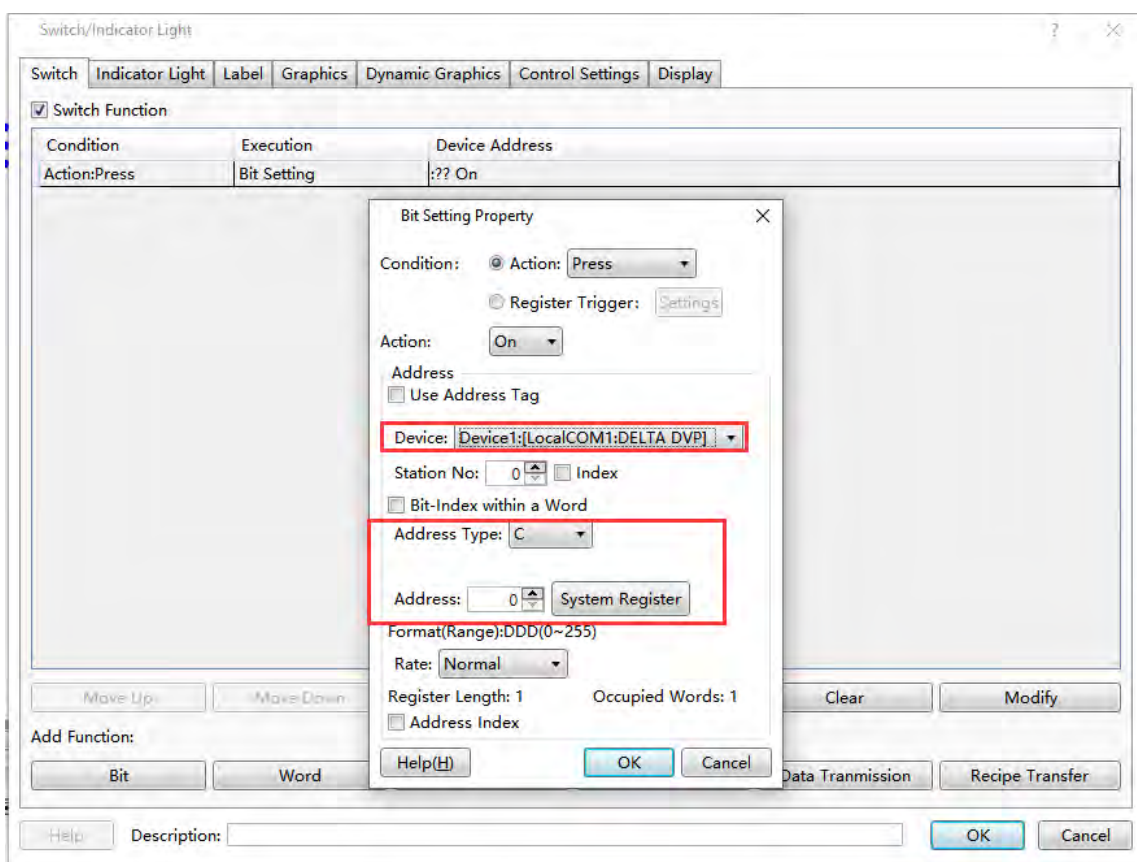 Switch/Indicator Light ?
Switch Indicator Light Label Graphics Dynamic Graphics Control Settings Display
Switch Function
Condition Execution Device Address
Action:Press Bit Setting :?? On
Bit Setting Property
Condition: Action: Press
Register Trigger: Settings
Action: On
Address
Use Address Tag
Device: Device1:[LocalCOM1:DELTA DVP]
Station No: 0 Index
Bit-Index within a Word
Address Type: C
Address: 0 System Register
Format(Range):DDD(0~255)
Rate: Normal
Register Length: 1 Occupied Words: 1
Address Index
Help(H) OK Cancel
Move Up Move Down Clear Modify
Add Function:
Bit Word Data Tranmission Recipe Transfer
Help Description: OK Cancel